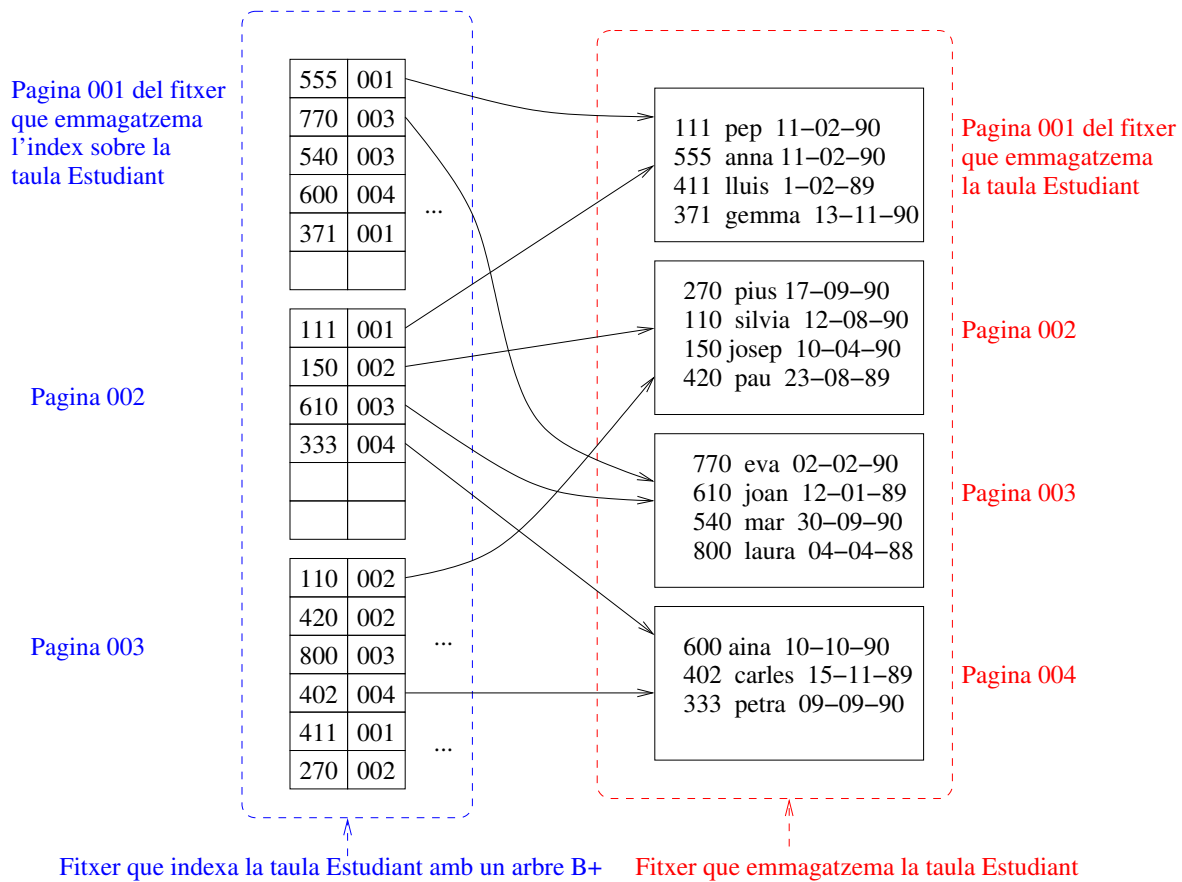 Pagina 001 del fitxer
que emmagatzema
l'index sobre la
taula Estudiant
555 001
770 003
540 003
600 004
371 001
...
Pagina 002
111 001
150 002
610 003
333 004
Pagina 003
110 002
420 002
800 003
402 004
411 001
270 002
...
...
111 pep 11−02−90
555 anna 11−02−90
411 lluis 1−02−89
371 gemma 13−11−90
Pagina 001 del fitxer
que emmagatzema
la taula Estudiant
270 pius 17−09−90
110 silvia 12−08−90
150 josep 10−04−90
420 pau 23−08−89
Pagina 002
770 eva 02−02−90
610 joan 12−01−89
540 mar 30−09−90
800 laura 04−04−88
Pagina 003
600 aina 10−10−90
402 carles 15−11−89
333 petra 09−09−90
Pagina 004
Fitxer que indexa la taula Estudiant amb un arbre B+
Fitxer que emmagatzema la taula Estudiant